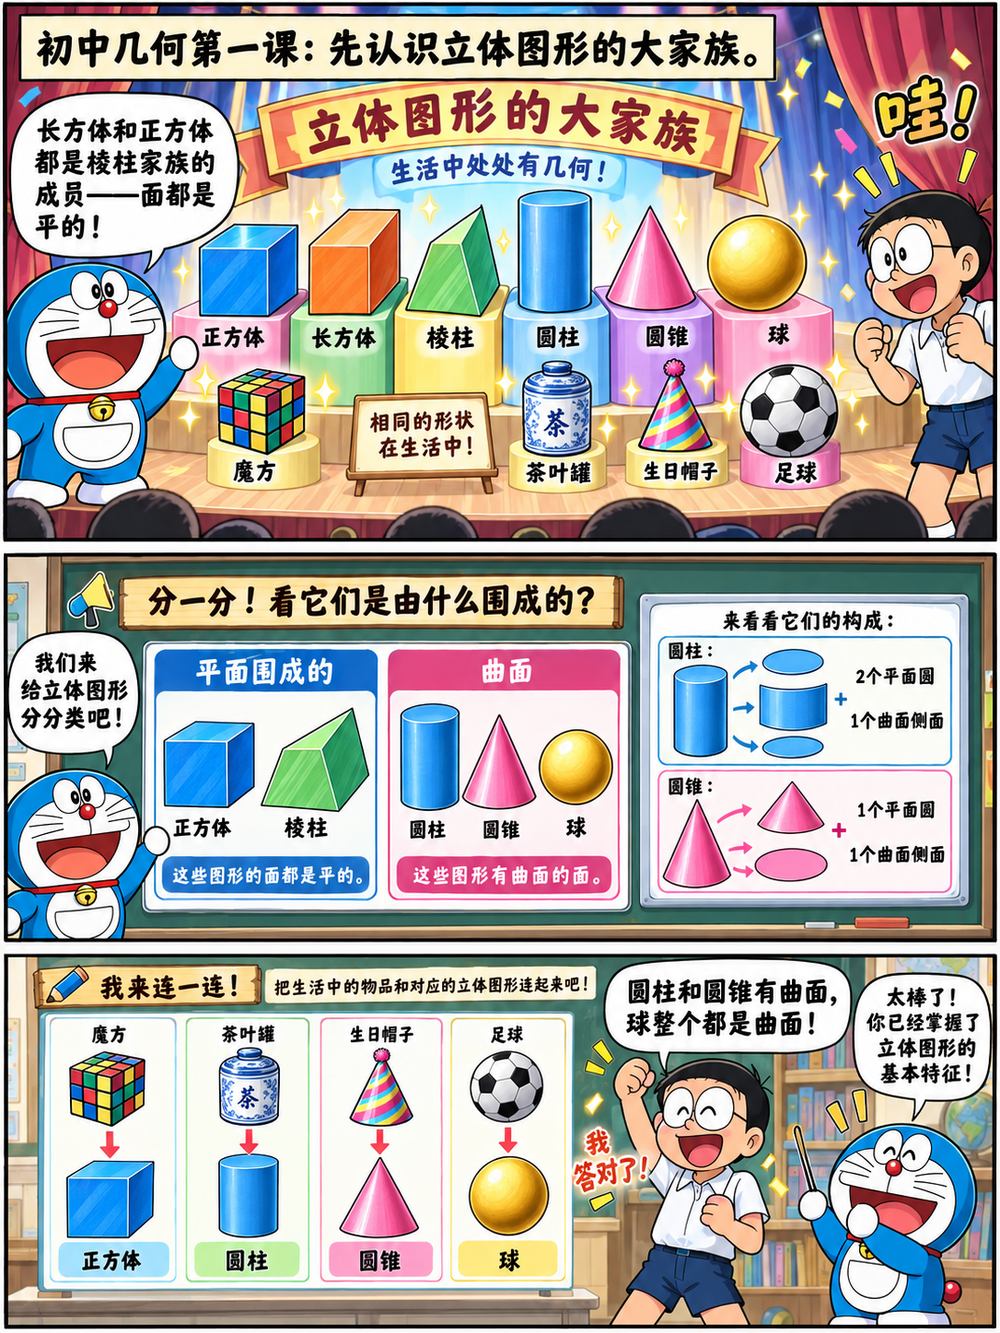 初中几何第一课：先认识立体图形的大家族。
立体图形的大家族
生活中处处有几何！
长方体和正方体
都是棱柱家族的
成员——面都是
平的！
哇！
正方体
长方体
棱柱
圆柱
圆锥
球
相同的形状
在生活中！
茶
魔方
茶叶罐
生日帽子
足球
分一分！看它们是由什么围成的？
我们来
给立体图形
分分类吧！
平面围成的
正方体
棱柱
这些图形的面都是平的。
曲面
圆柱
圆锥
球
这些图形有曲面的面。
来看看它们的构成：
圆柱：
2个平面圆
+
1个曲面侧面
圆锥：
1个平面圆
+
1个曲面侧面
我来连一连！
把生活中的物品和对应的立体图形连起来吧！
魔方
茶叶罐
生日帽子
足球
茶
正方体
圆柱
圆锥
球
圆柱和圆锥有曲面，
球整个都是曲面！
我
答对了！
太棒了！
你已经掌握了
立体图形的
基本特征！